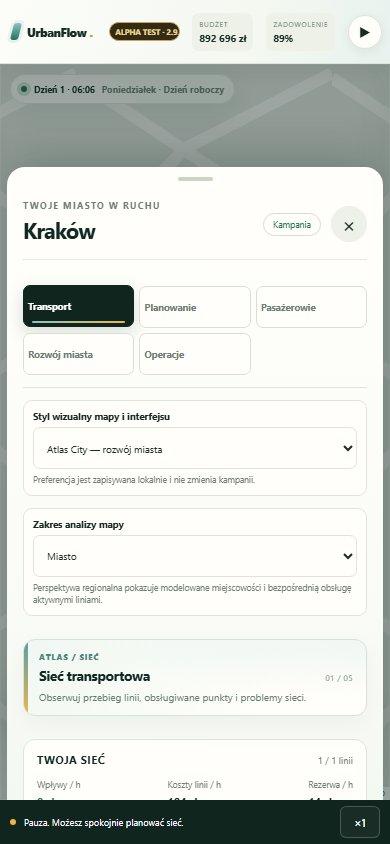 UrbanFlow.
ALPHA TEST - 2.9
BUDŻET
892 696 zł
ZADOWOLENIE
89%
Dzień 1 · 06:06 Poniedziałek · Dzień roboczy
TWOJE MIASTO W RUCHU
Kraków
Kampania
×
Transport
Planowanie
Pasażerowie
Rozwój miasta
Operacje
Styl wizualny mapy i interfejsu
Atlas City — rozwój miasta
Preferencja jest zapisywana lokalnie i nie zmienia kampanii.
Zakres analizy mapy
Miasto
Perspektywa regionalna pokazuje modelowane miejscowości i bezpośrednią obsługę
aktywnymi liniami.
ATLAS / SIEĆ
Sieć transportowa
01 / 05
Obserwuj przebieg linii, obsługiwane punkty i problemy sieci.
TWOJA SIEĆ
1 / 1 linii
Wpływy / h
Koszty linii / h
Rezerwa / h
Pauza. Możesz spokojnie planować sieć.
×1